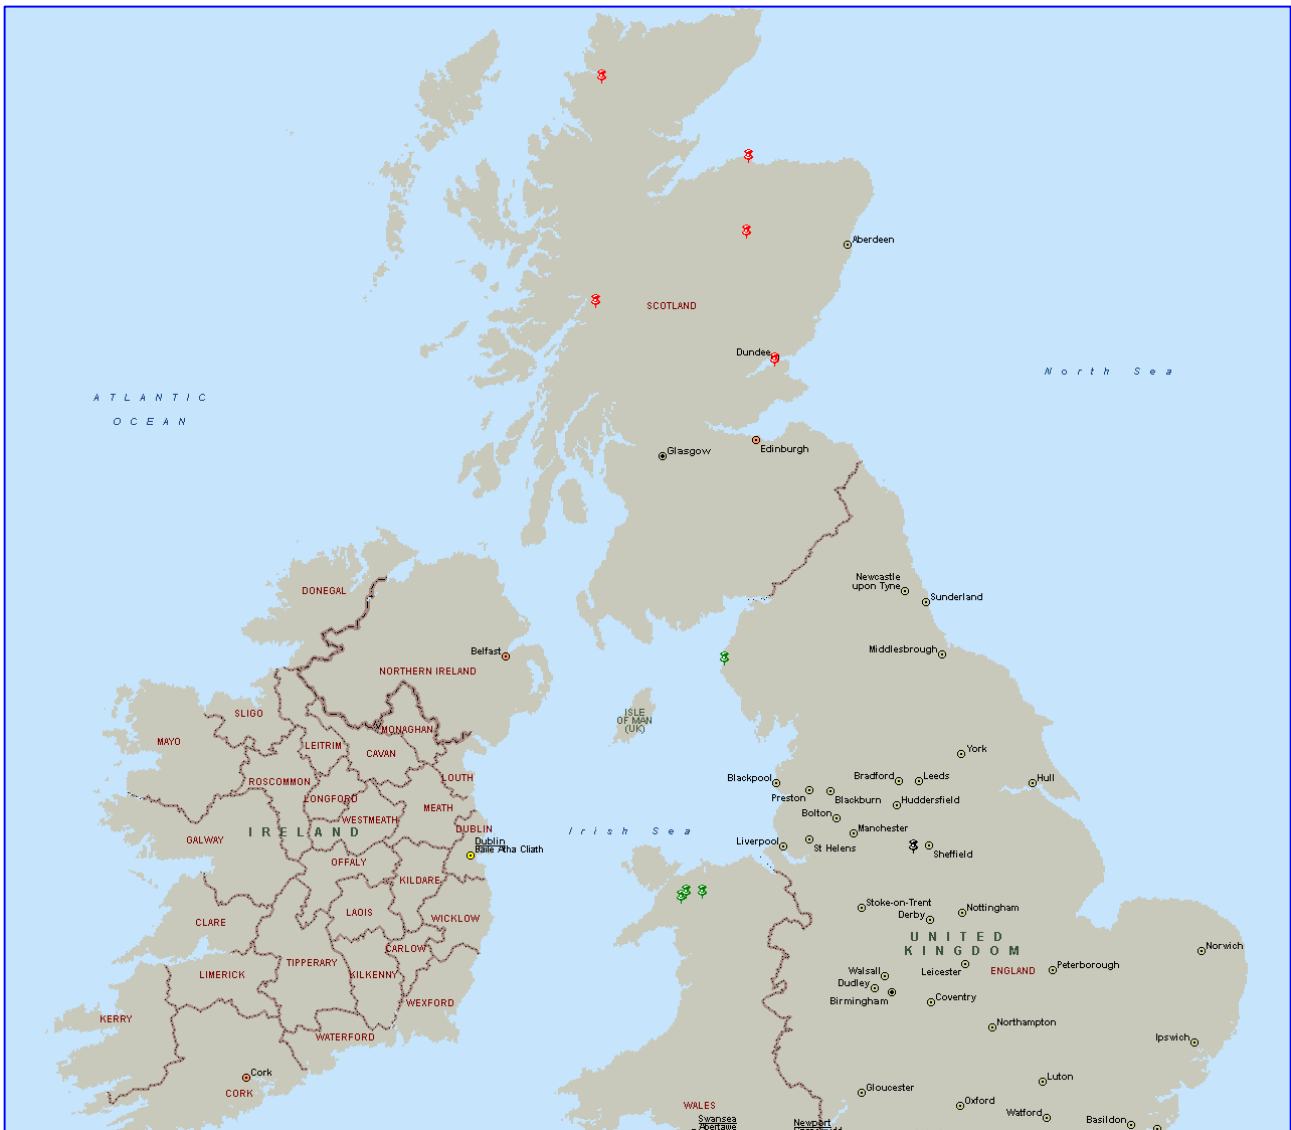 Aberdeen
SCOTLAND
Dundee
North Sea
ATLANTIC
OCEAN
Glasgow
Edinburgh
Newcastle
upon Tyne
Sunderland
DONEGAL
Belfast
Middlesbrough
NORTHERN IRELAND
SLIGO
ISLE
OF MAN
(UK)
MONAGHAN
MAYO
LEITRIM
CAVAN
York
ROSCOMMON
LOUTH
Blackpool
Bradford
Leeds
Hull
LONGFORD
MEATH
Preston
Blackburn
Huddersfield
WESTMEATH
Bolton
IRELAND
DUBLIN
Irish Sea
Manchester
GALWAY
Dublin
Baile Atha Cliath
Liverpool
St Helens
Sheffield
OFFALY
KILDARE
Stoke-on-Trent
Derby
Nottingham
LAOIS
WICKLOW
CLARE
UNITED
KINGDOM
CARLOW
Norwich
TIPPERARY
LIMERICK
KILKENNY
Walsall
Leicester
ENGLAND
Peterborough
Dudley
Birmingham
WEXFORD
Coventry
KERRY
Northampton
WATERFORD
Ipswich
Cork
CORK
Luton
Gloucester
Oxford
WALES
Watford
Basildon
Swansea
Abertawe
Newport